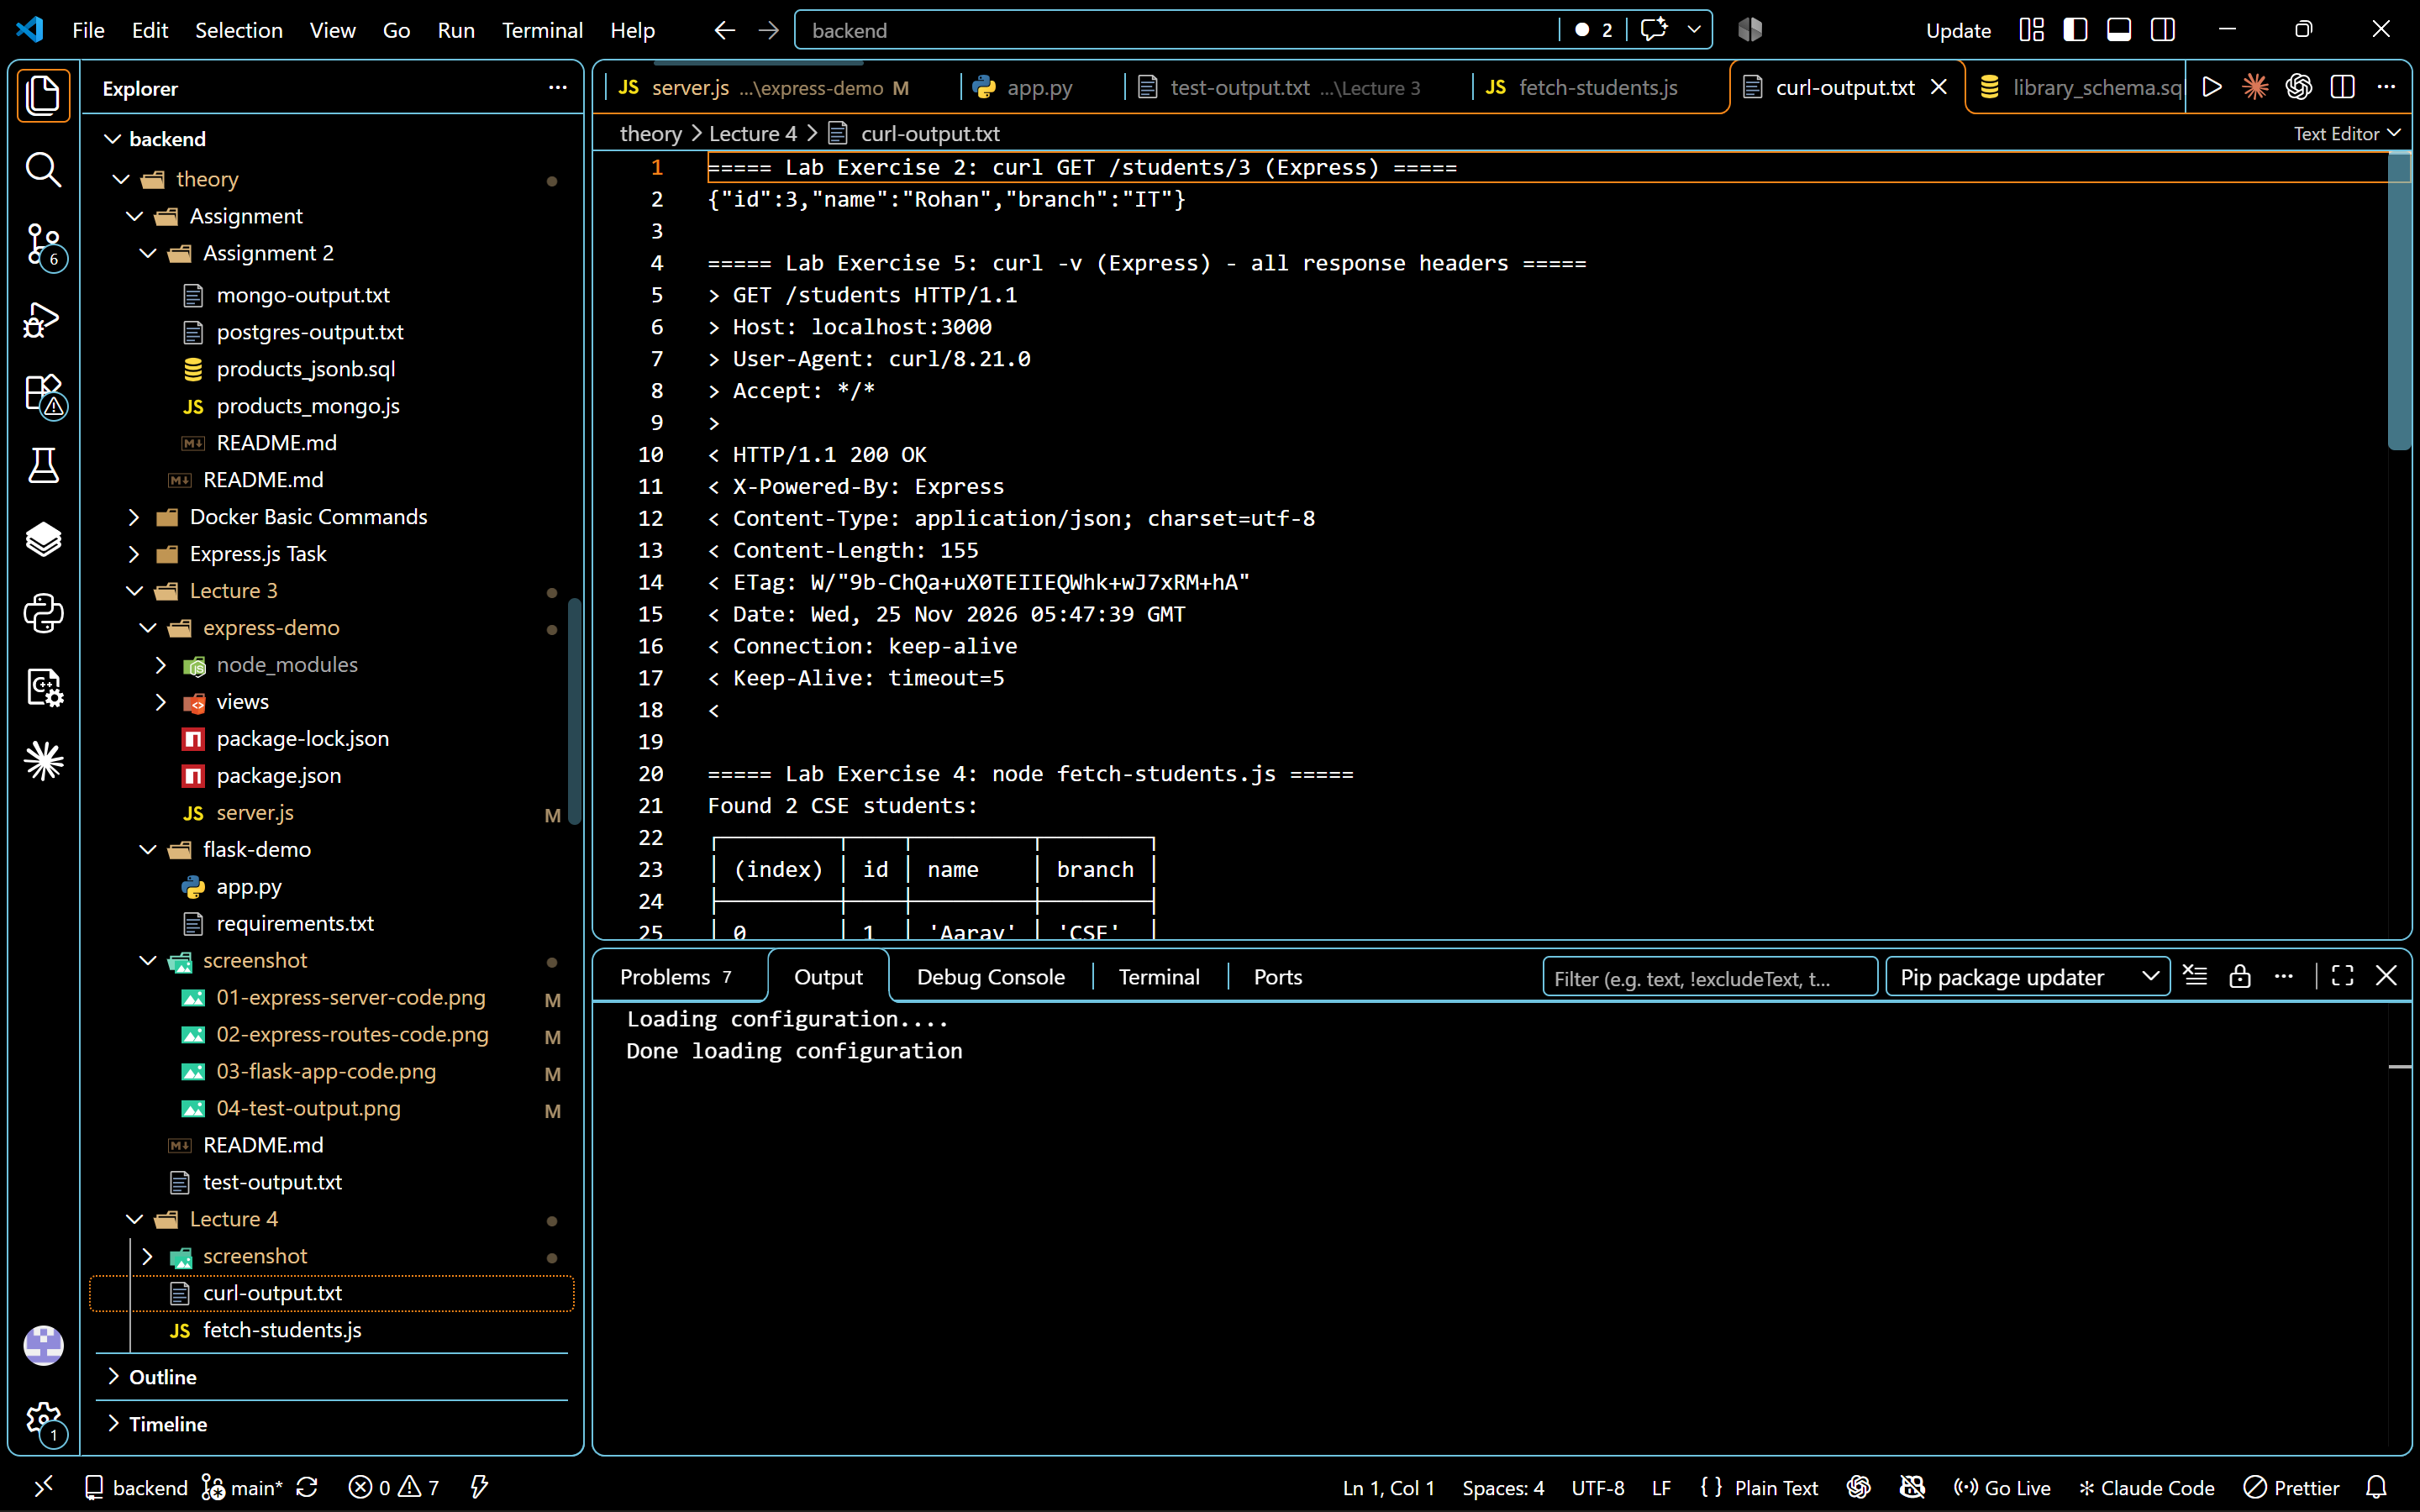 File Edit Selection View Go Run Terminal Help
backend
2
Update
Explorer
backend
theory
Assignment
Assignment 2
mongo-output.txt
postgres-output.txt
products_jsonb.sql
JS products_mongo.js
README.md
README.md
Docker Basic Commands
Express.js Task
Lecture 3
express-demo
node_modules
views
package-lock.json
package.json
JS server.js M
flask-demo
app.py
requirements.txt
screenshot
01-express-server-code.png M
02-express-routes-code.png M
03-flask-app-code.png M
04-test-output.png M
README.md
test-output.txt
Lecture 4
screenshot
curl-output.txt
JS fetch-students.js
Outline
Timeline
6
1
JS server.js ...\express-demo M
app.py
test-output.txt ...\Lecture 3
JS fetch-students.js
curl-output.txt
library_schema.sq
theory > Lecture 4 > curl-output.txt
Text Editor
1 ===== Lab Exercise 2: curl GET /students/3 (Express) =====
2 {"id":3,"name":"Rohan","branch":"IT"}
3
4 ===== Lab Exercise 5: curl -v (Express) - all response headers =====
5 > GET /students HTTP/1.1
6 > Host: localhost:3000
7 > User-Agent: curl/8.21.0
8 > Accept: */*
9 >
10 < HTTP/1.1 200 OK
11 < X-Powered-By: Express
12 < Content-Type: application/json; charset=utf-8
13 < Content-Length: 155
14 < ETag: W/"9b-ChQa+uX0TEIIEQWhk+wJ7xRM+hA"
15 < Date: Wed, 25 Nov 2026 05:47:39 GMT
16 < Connection: keep-alive
17 < Keep-Alive: timeout=5
18 <
19
20 ===== Lab Exercise 4: node fetch-students.js =====
21 Found 2 CSE students:
22 ┌─────────┬────┬─────────┬────────┐
23 │ (index) │ id │ name │ branch │
24 ├─────────┼────┼─────────┼────────┤
25 │ 0 │ 1 │ 'Aarav' │ 'CSE' │
Problems 7 Output Debug Console Terminal Ports
Filter (e.g. text, !excludeText, t...
Pip package updater
Loading configuration....
Done loading configuration
backend main* 0 7
Ln 1, Col 1 Spaces: 4 UTF-8 LF { } Plain Text Go Live Claude Code Prettier